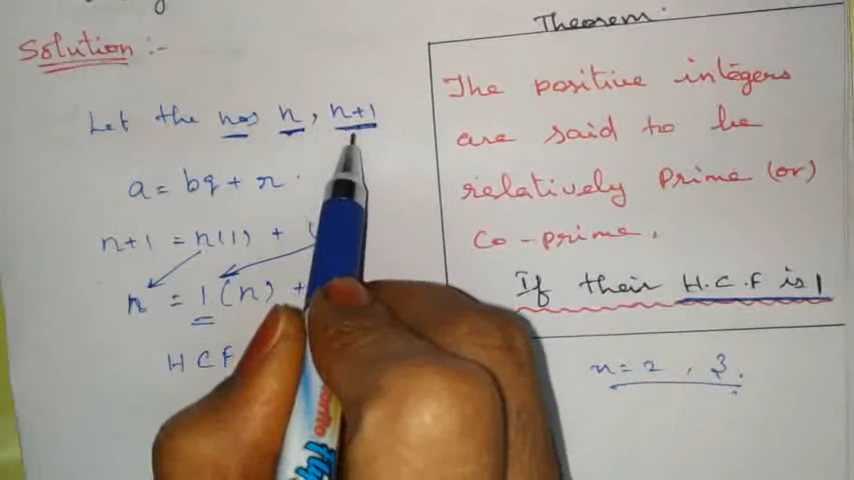 Solution :-
Let the nos n, n+1
a = bq + r.
n+1 = n(1) +
n = 1 (n) +
HCF
Theorem.
The positive integers
are said to be
relatively Prime (or)
Co-prime.
If their H.C.F is 1
n = 2 , 3.